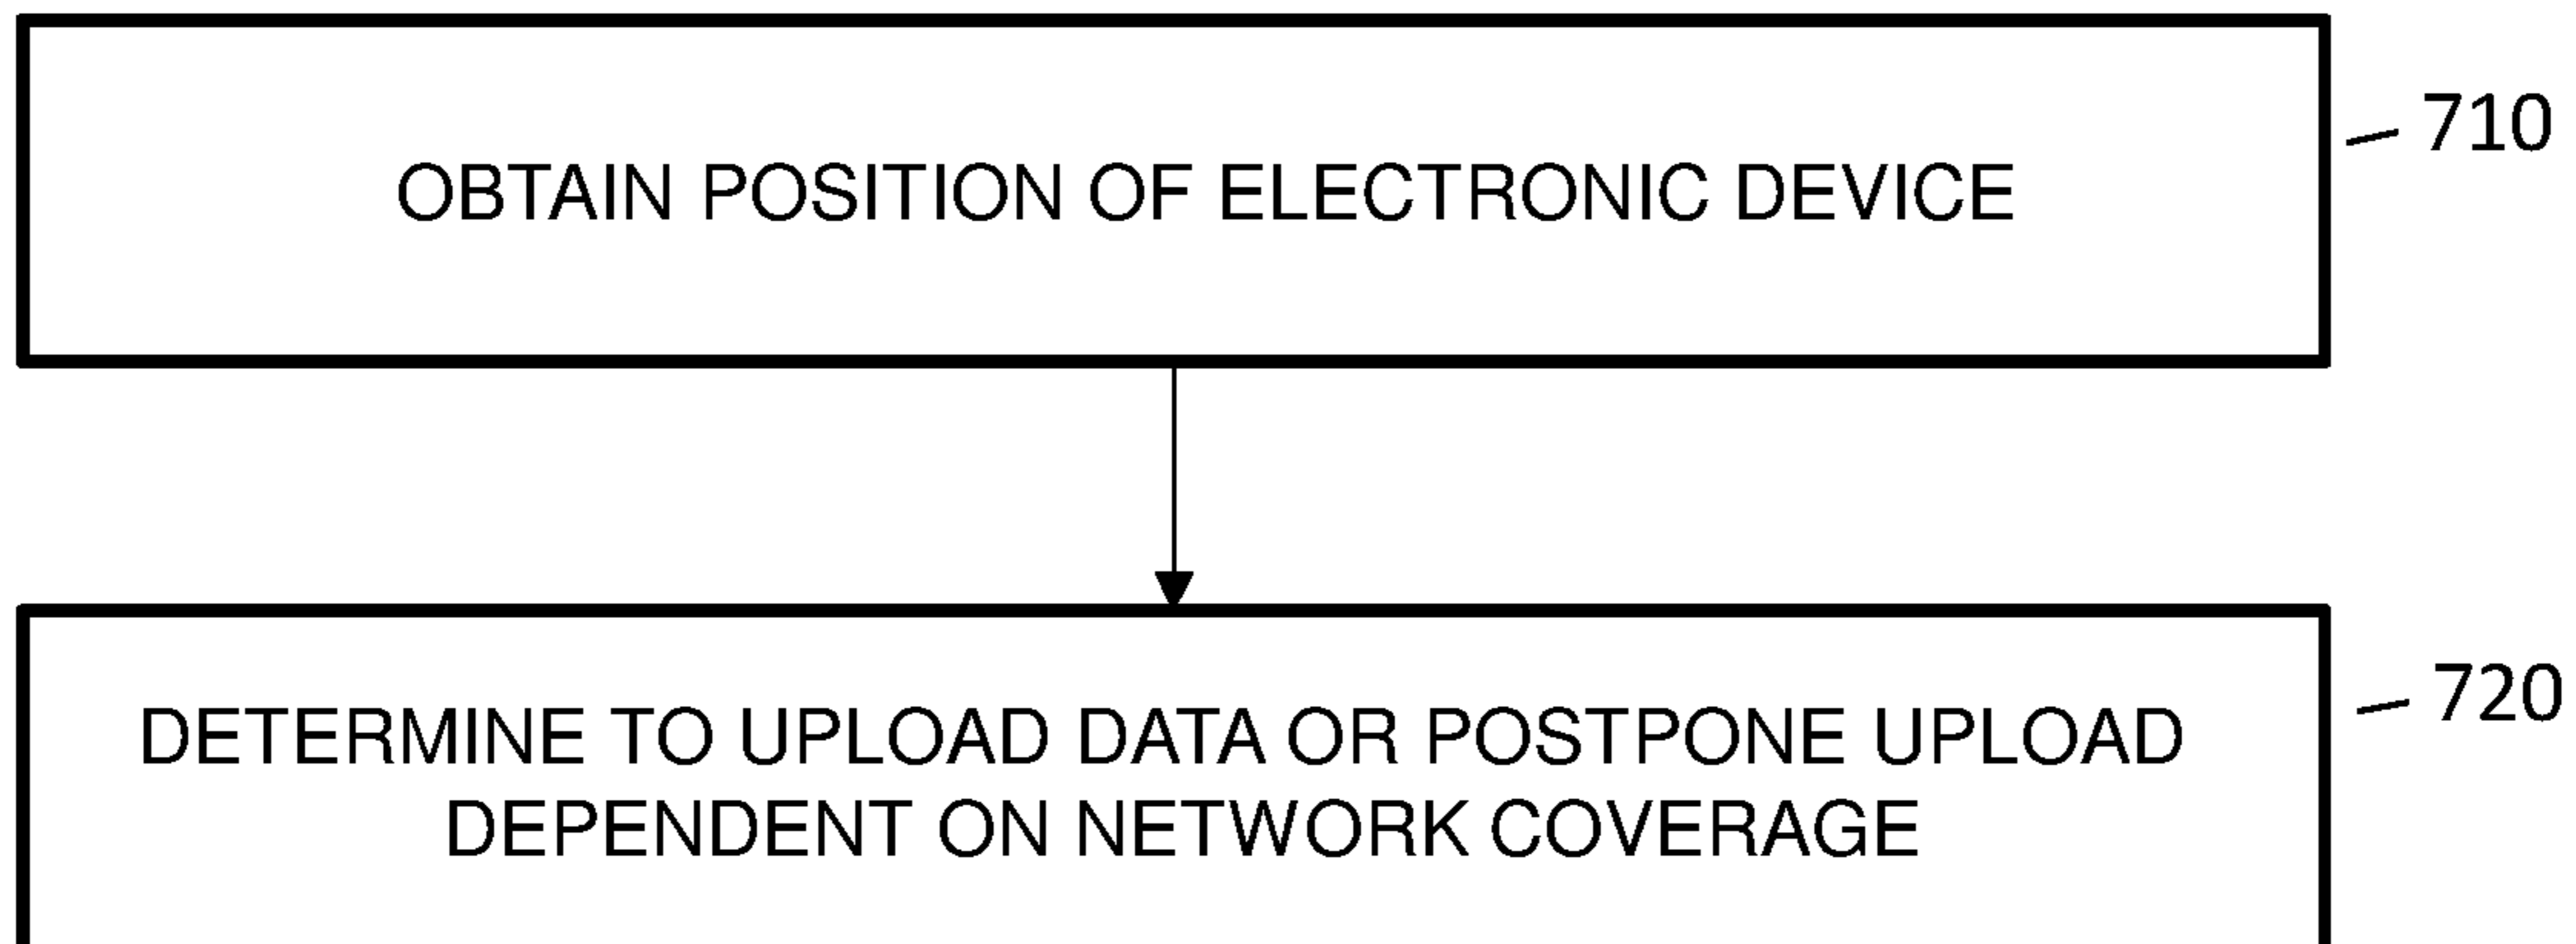 710
OBTAIN POSITION OF ELECTRONIC DEVICE
720
DETERMINE TO UPLOAD DATA OR POSTPONE UPLOAD
DEPENDENT ON NETWORK COVERAGE